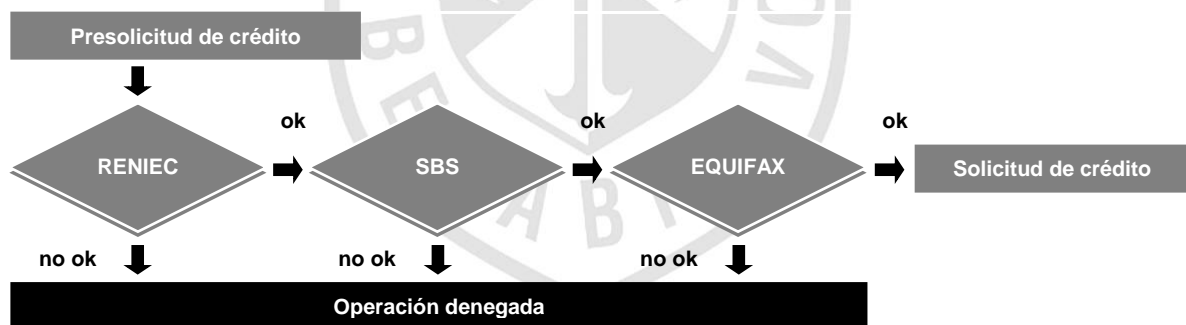 Presolicitud de crédito
ok
ok
ok
RENIEC
SBS
EQUIFAX
Solicitud de crédito
no ok
no ok
no ok
Operación denegada